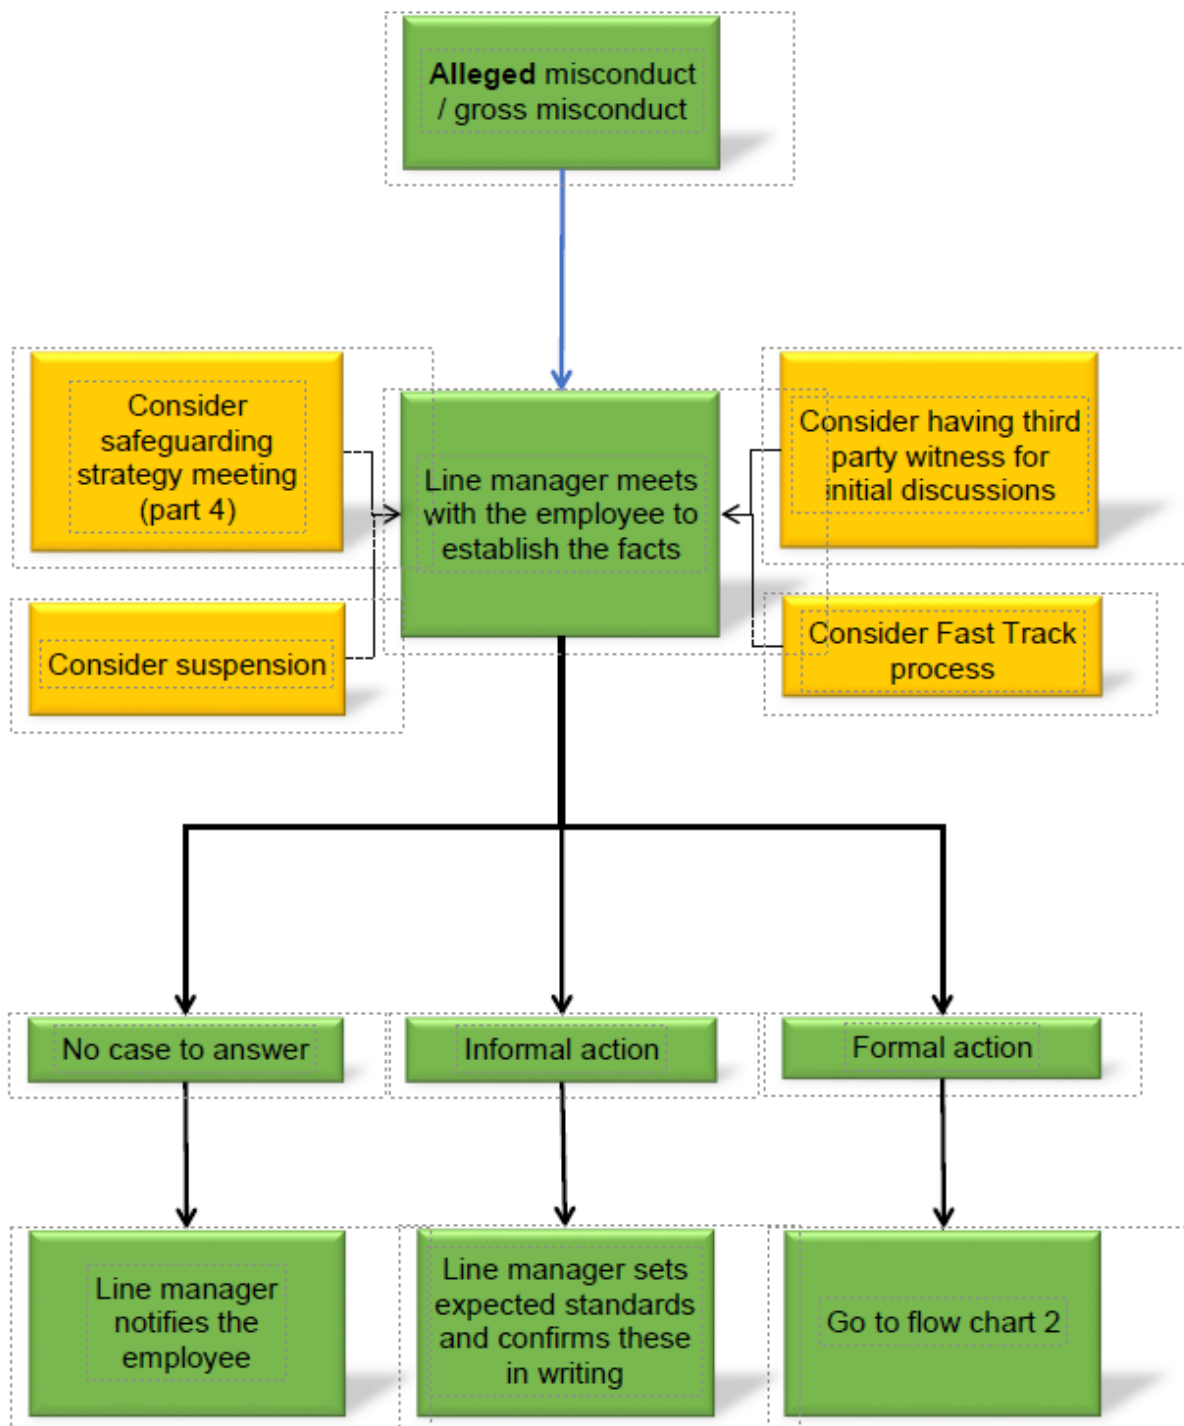 Alleged misconduct
/ gross misconduct
Consider
safeguarding
strategy meeting
(part 4)
Consider suspension
Line manager meets
with the employee to
establish the facts
Consider having third
party witness for
initial discussions
Consider Fast Track
process
No case to answer
Informal action
Formal action
Line manager
notifies the
employee
Line manager sets
expected standards
and confirms these
in writing
Go to flow chart 2